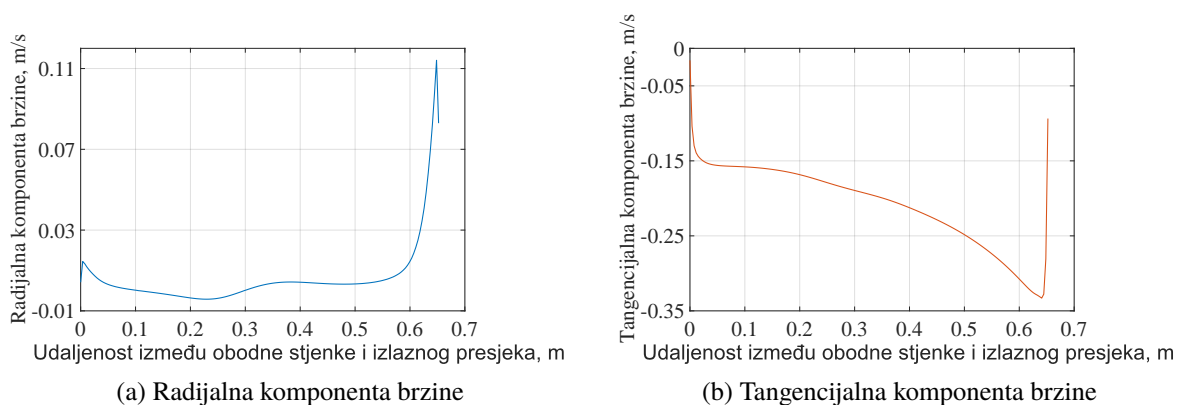 Radijalna komponenta brzine, m/s
0.11
0.07
0.03
-0.01
0 0.1 0.2 0.3 0.4 0.5 0.6 0.7
Udaljenost između obodne stjenke i izlaznog presjeka, m
(a) Radijalna komponenta brzine
Tangencijalna komponenta brzine, m/s
0
-0.05
-0.15
-0.25
-0.35
0 0.1 0.2 0.3 0.4 0.5 0.6 0.7
Udaljenost između obodne stjenke i izlaznog presjeka, m
(b) Tangencijalna komponenta brzine